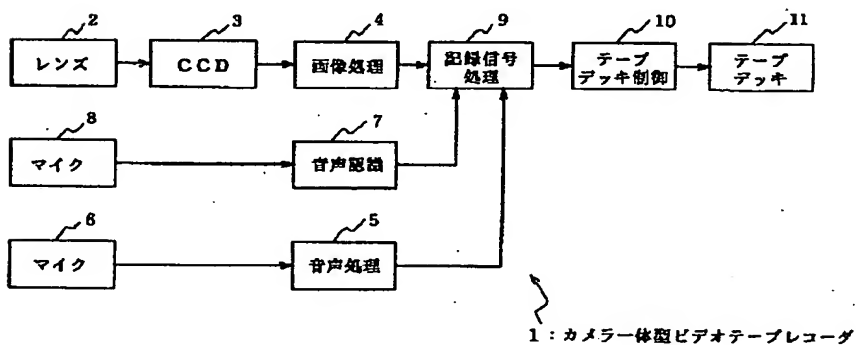 2
3
4
9
10
11
レンズ
CCD
画像処理
記録信号
処理
テープ
デッキ制御
テープ
デッキ
8
7
マイク
音声認識
6
5
マイク
音声処理
1:カメラ一体型ビデオテープレコーダ